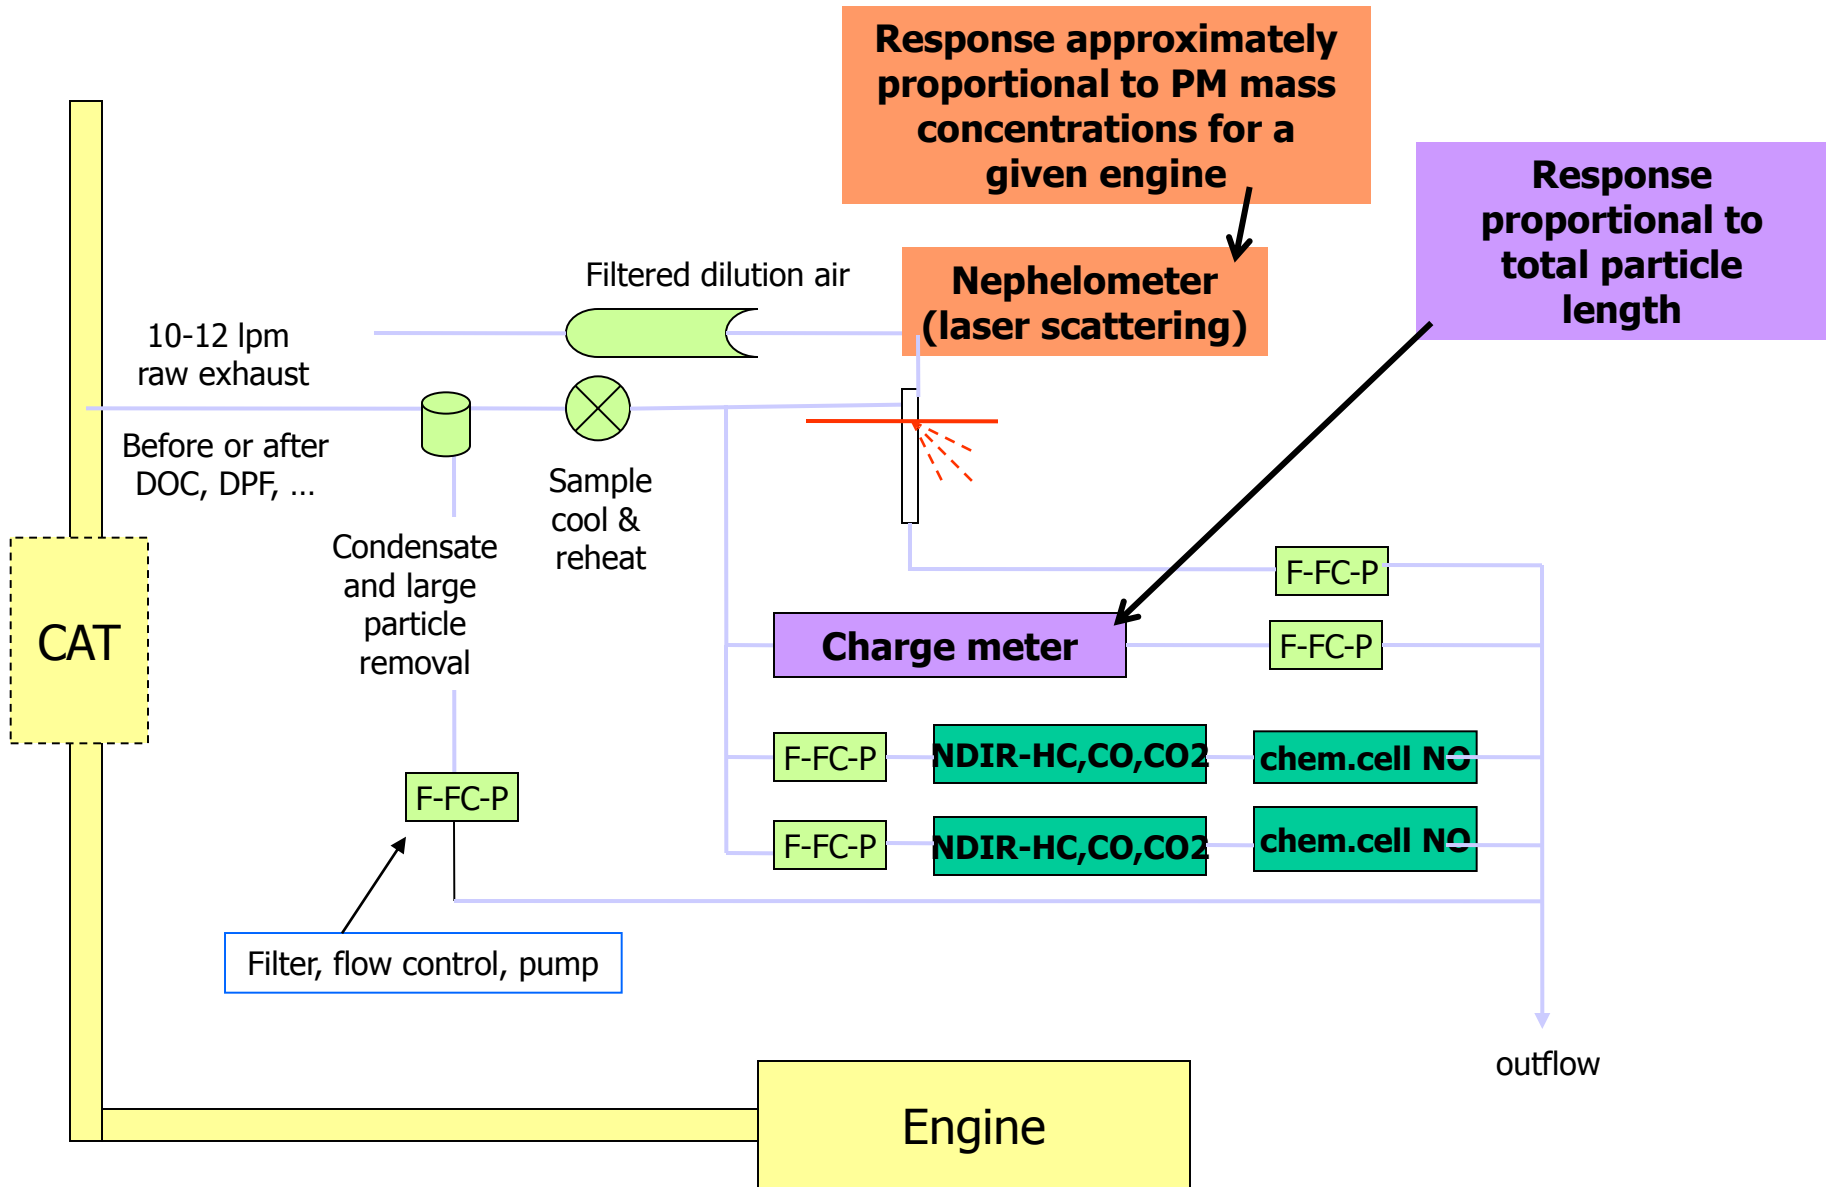 Response approximately
proportional to PM mass
concentrations for a
given engine
Response
proportional to
total particle
length
Filtered dilution air
Nephelometer
(laser scattering)
10-12 lpm
raw exhaust
Before or after
DOC, DPF, ...
Sample
cool &
reheat
Condensate
and large
particle
removal
CAT
F-FC-P
Charge meter
F-FC-P
F-FC-P
NDIR-HC,CO,CO2
chem.cell NO
F-FC-P
F-FC-P
NDIR-HC,CO,CO2
chem.cell NO
Filter, flow control, pump
outflow
Engine